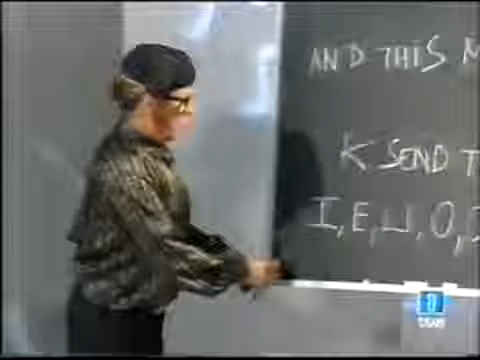 AND THIS M
K SEND T
I, E, U, O,